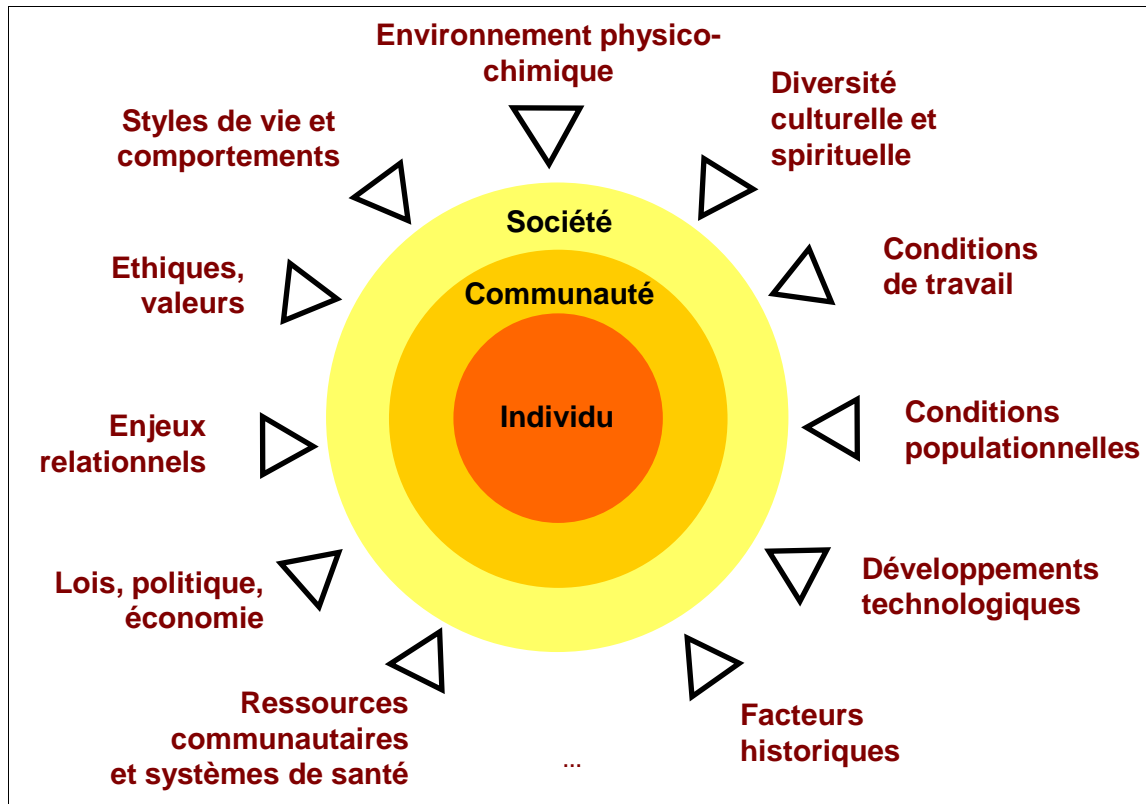 Environnement physico-
chimique
Diversité
culturelle et
spirituelle
Styles de vie et
comportements
Société
Conditions
de travail
Ethiques,
valeurs
Communauté
Individu
Conditions
populationnelles
Enjeux
relationnels
Développements
technologiques
Lois, politique,
économie
Ressources
communautaires
et systèmes de santé
Facteurs
historiques
...